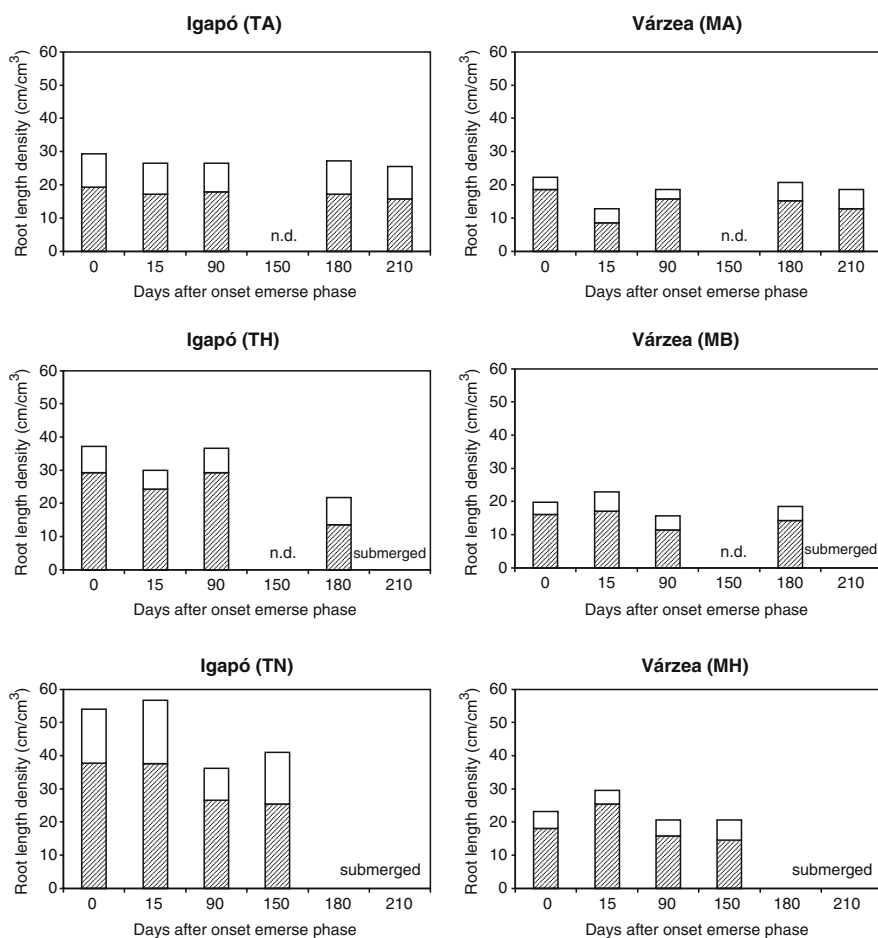 Igapó (TA)
Root length density (cm/cm³)
60
50
40
30
20
10
0
n.d.
0 15 90 150 180 210
Days after onset emerse phase
Várzea (MA)
Root length density (cm/cm³)
60
50
40
30
20
10
0
n.d.
0 15 90 150 180 210
Days after onset emerse phase
Igapó (TH)
Root length density (cm/cm³)
60
50
40
30
20
10
0
n.d.
submerged
0 15 90 150 180 210
Days after onset emerse phase
Várzea (MB)
Root length density (cm/cm³)
60
50
40
30
20
10
0
n.d.
submerged
0 15 90 150 180 210
Days after onset emerse phase
Igapó (TN)
Root length density (cm/cm³)
60
50
40
30
20
10
0
submerged
0 15 90 150 180 210
Days after onset emerse phase
Várzea (MH)
Root length density (cm/cm³)
60
50
40
30
20
10
0
submerged
0 15 90 150 180 210
Days after onset emerse phase